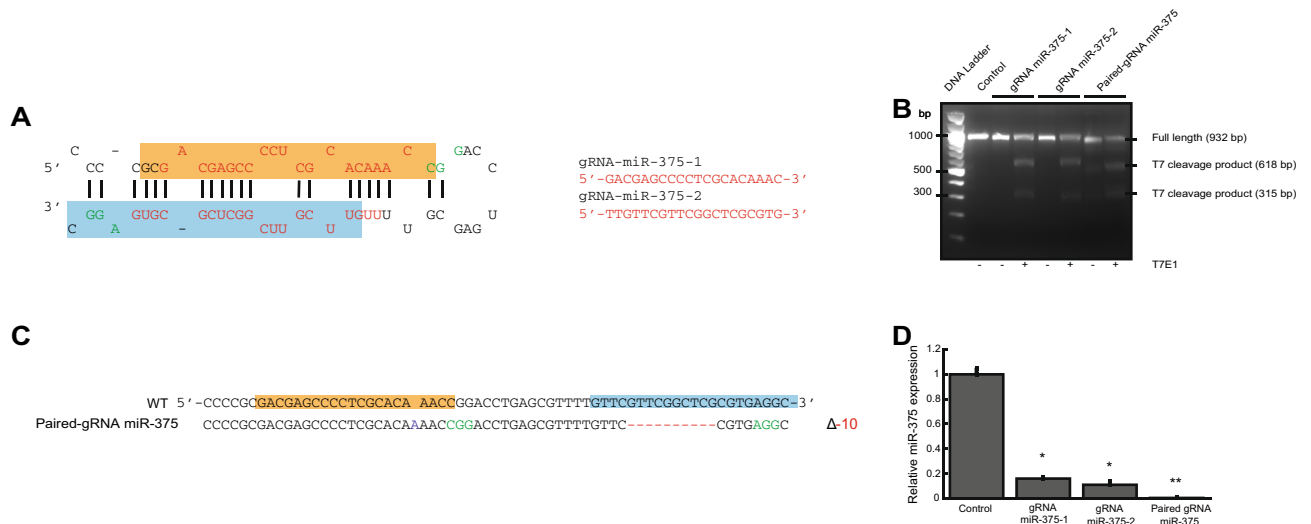 A
C - A CCU C C GAC
5' CC CGCG CGAGCC CG ACAAA CG C
3'
GG GUGC GCUCGG GC UGUUU GC U
C A - CUU U U GAG
gRNA-miR-375-1
5'-GACGAGCCCCTCGCACAAAC-3'
gRNA-miR-375-2
5'-TTGTTCGTTCGGCTCGCGTG-3'
B
DNA Ladder
Control
gRNA miR-375-1
gRNA miR-375-2
Paired-gRNA miR-375
bp
1000
500
300
Full length (932 bp)
T7 cleavage product (618 bp)
T7 cleavage product (315 bp)
- - + - + - + T7E1
C
WT 5'-CCCCGCGACGAGCCCCTCGCACA AACCGGACCTGAGCGTTTTGTTCGTTCGGCTCGCGTGAGGC-3'
Paired-gRNA miR-375 CCCCGCGACGAGCCCCTCGCACAAAACCGGACCTGAGCGTTTTGTTC----------CGTGAGGC Δ-10
D
Relative miR-375 expression
1.2
1
0.8
0.6
0.4
0.2
0
* * **
Control
gRNA miR-375-1
gRNA miR-375-2
Paired gRNA miR-375